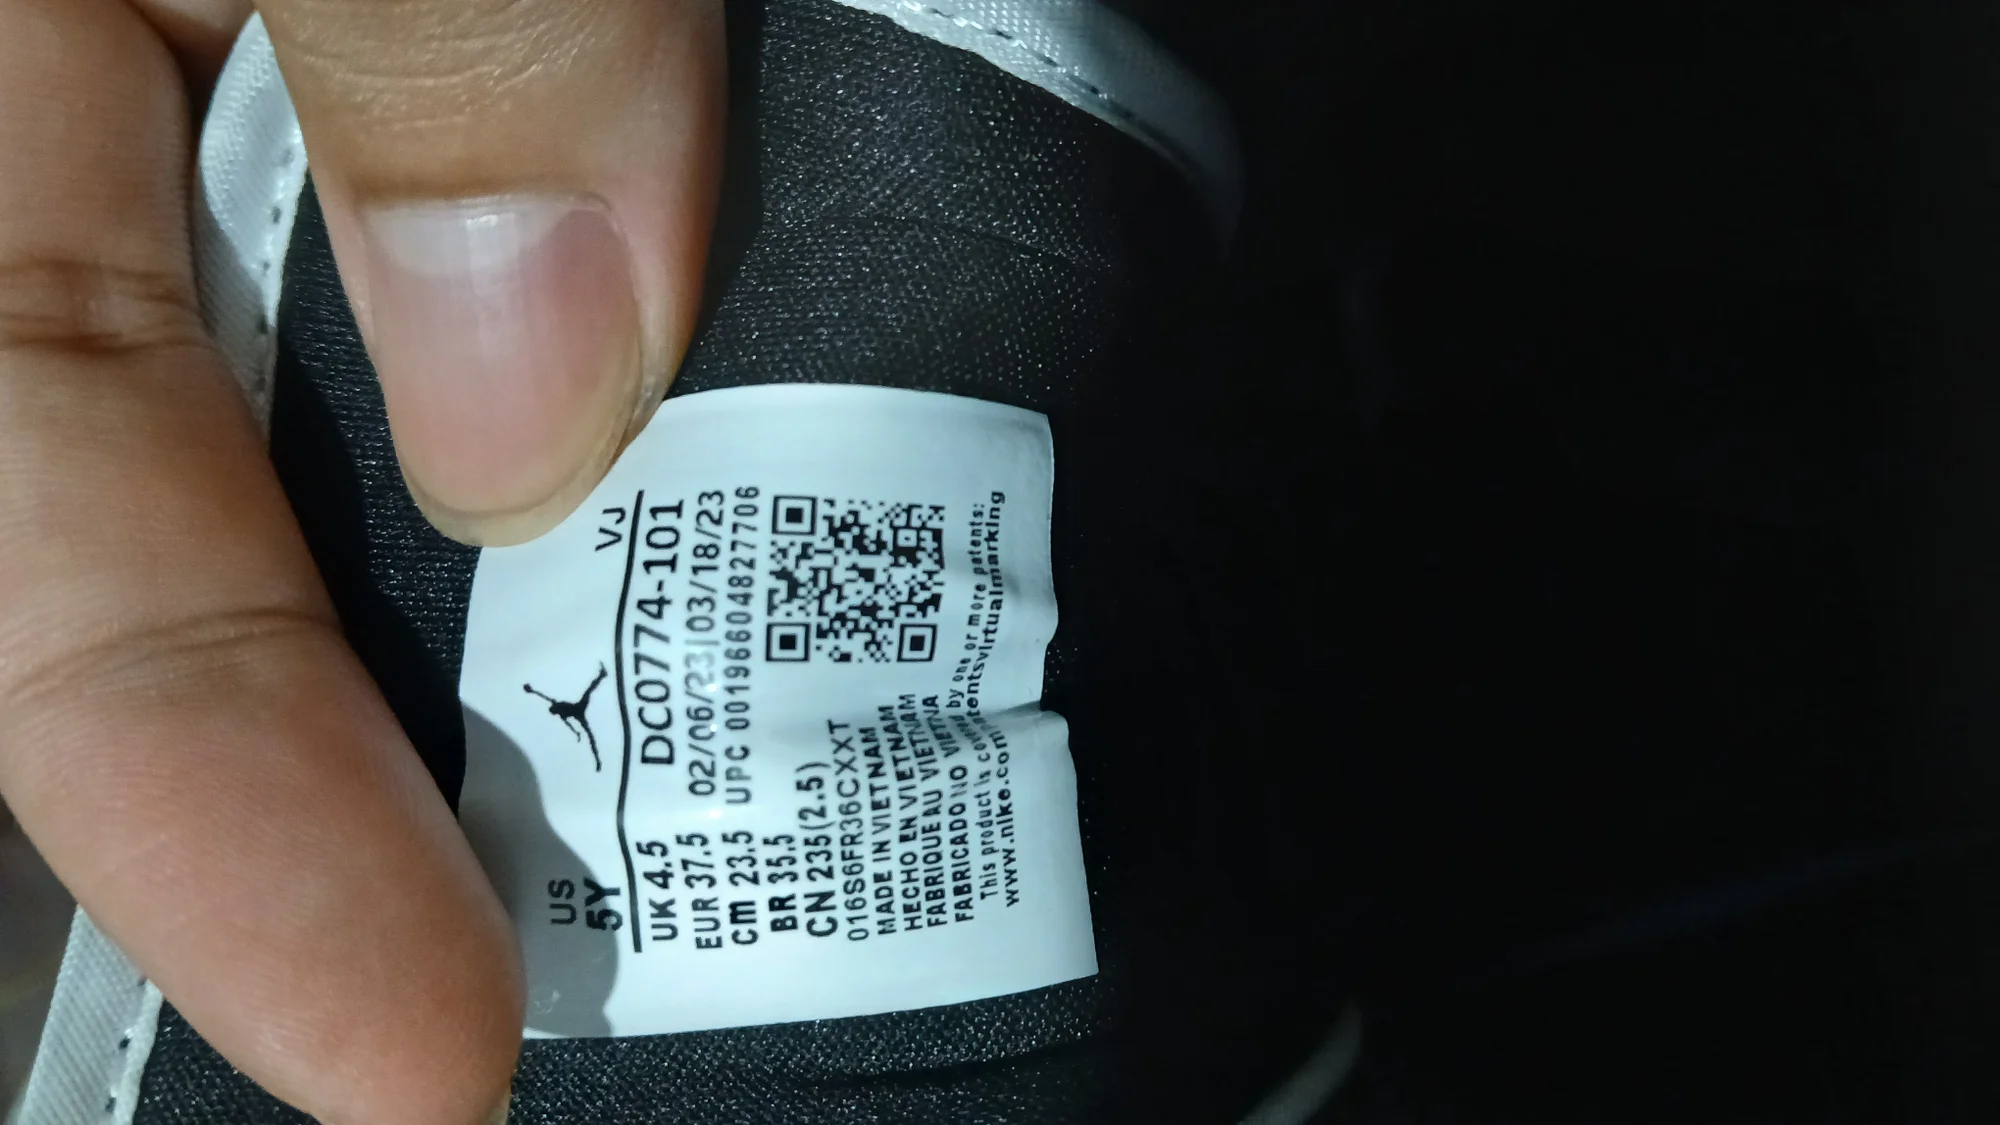 US
5Y
VJ
UK 4.5 DC0774-101
EUR 37.5 02/06/23|03/18/23
Cm 23.5 UPC 00196604827706
BR 35.5
CN 235(2.5)
016S6FR36CXXT
MADE IN VIETNAM
HECHO EN VIETNAM
FABRIQUE AU VIETNA
FABRICADO NO VIETN
This product is covered by one or more patents:
www.nike.com tentsvirtualmarking